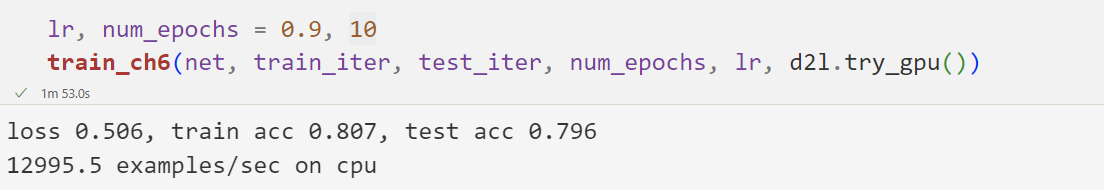 lr, num_epochs = 0.9, 10
train_ch6(net, train_iter, test_iter, num_epochs, lr, d2l.try_gpu())
✓ 1m 53.0s
loss 0.506, train acc 0.807, test acc 0.796
12995.5 examples/sec on cpu